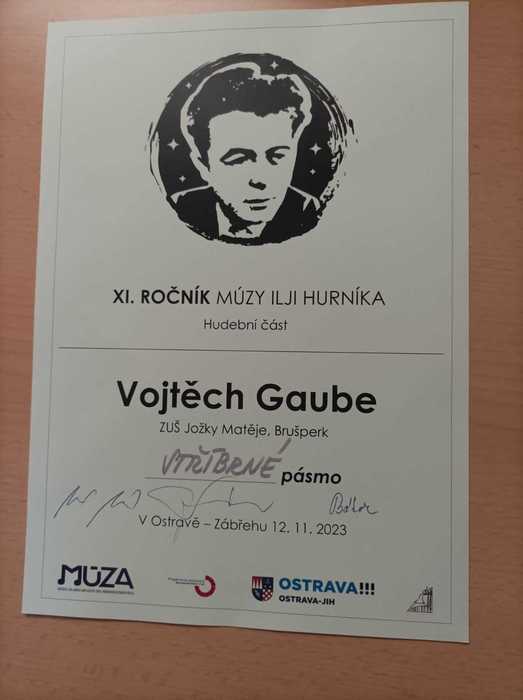 XI. ROČNÍK MÚZY ILJI HURNÍKA
Hudební část
Vojtěch Gaube
ZUŠ Jožky Matěje, Brušperk
STŘÍBRNÉ pásmo
V Ostravě – Zábřehu 12. 11. 2023
MÚZA
OSTRAVA!!!
OSTRAVA-JIH